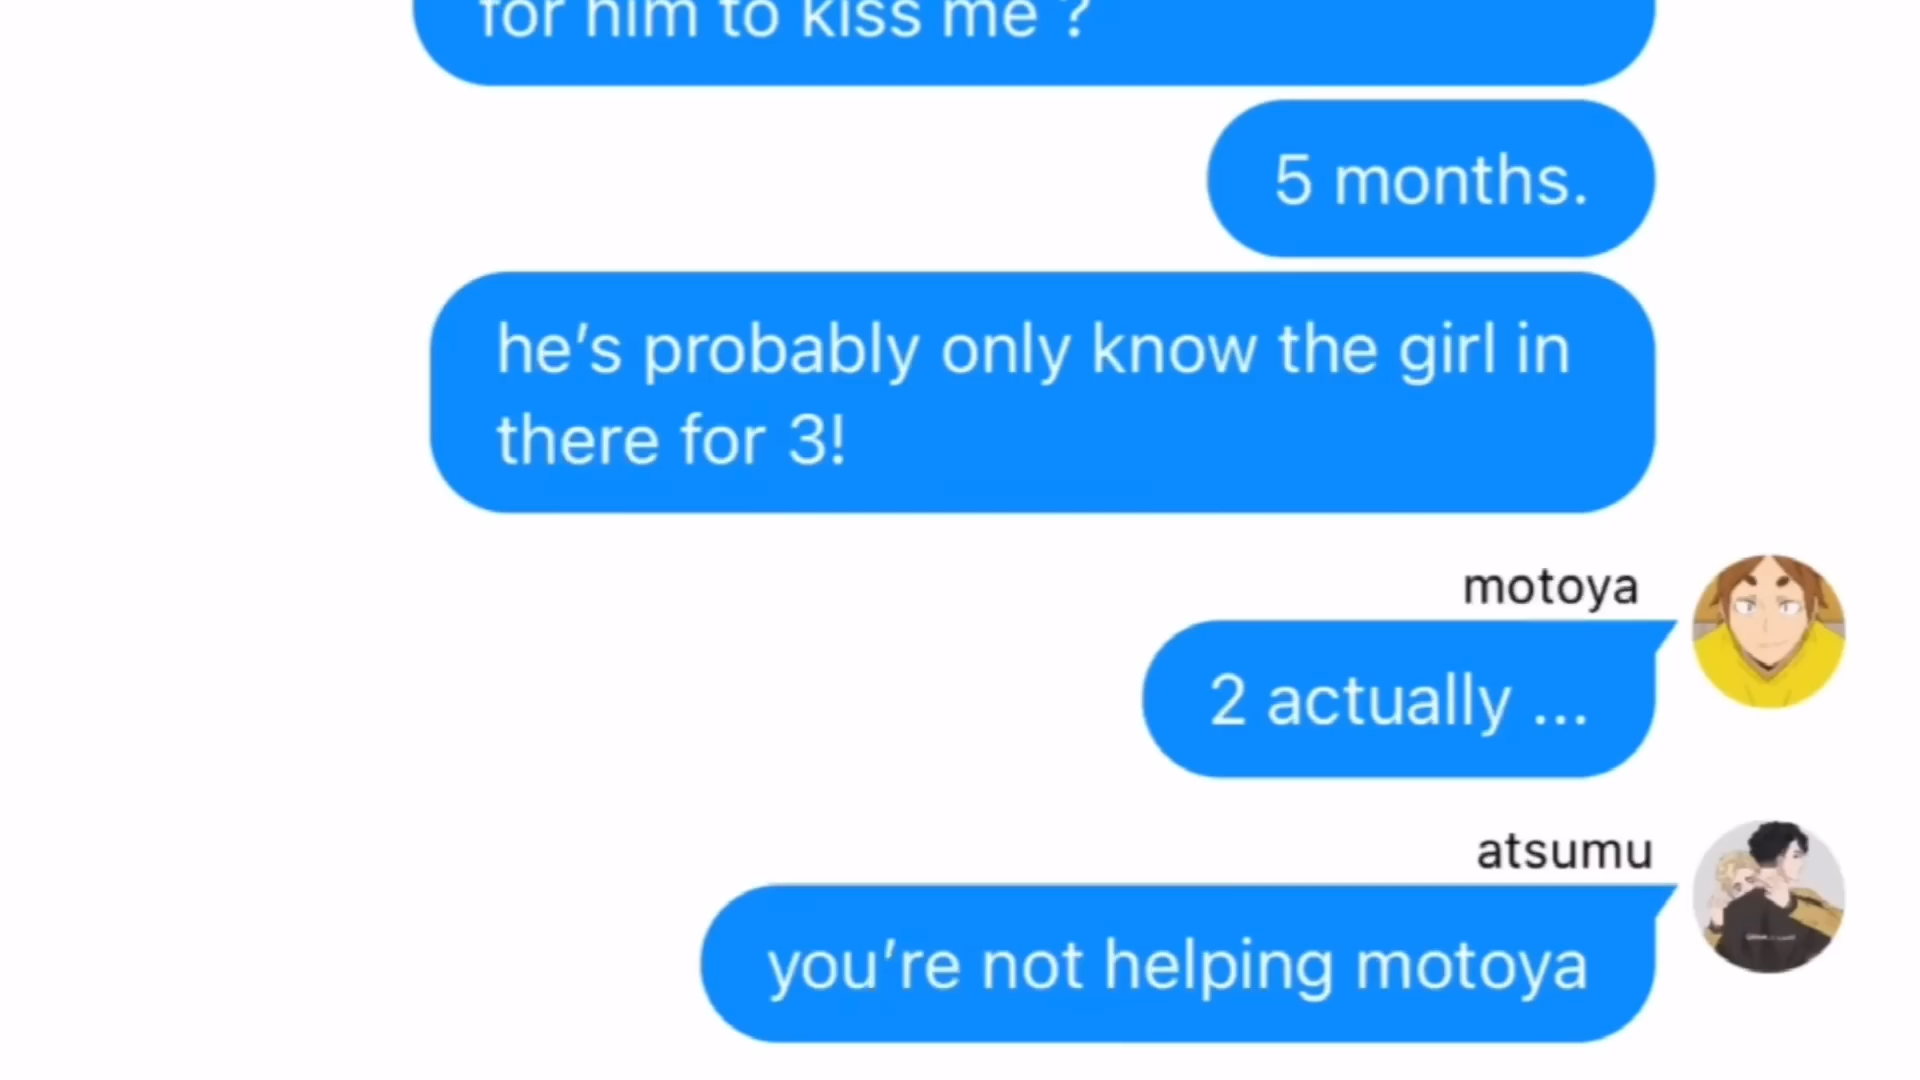 for him to kiss me ?
5 months.
he's probably only know the girl in
there for 3!
motoya
2 actually ...
atsumu
you're not helping motoya